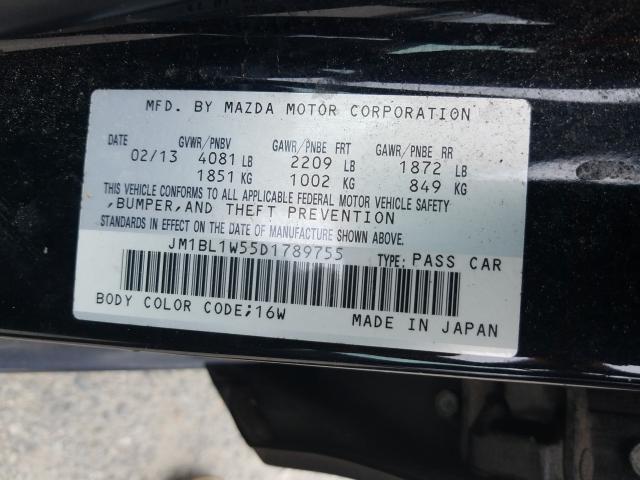 MFD. BY MAZDA MOTOR CORPORATION
DATE GVWR/PNBV GAWR/PNBE FRT GAWR/PNBE RR
02/13 4081 LB 2209 LB 1872 LB
1851 KG 1002 KG 849 KG
THIS VEHICLE CONFORMS TO ALL APPLICABLE FEDERAL MOTOR VEHICLE SAFETY
,BUMPER,AND THEFT PREVENTION
STANDARDS IN EFFECT ON THE DATE OF MANUFACTURE SHOWN ABOVE.
JM1BL1W55D1789755 TYPE: PASS CAR
BODY COLOR CODE;16W MADE IN JAPAN